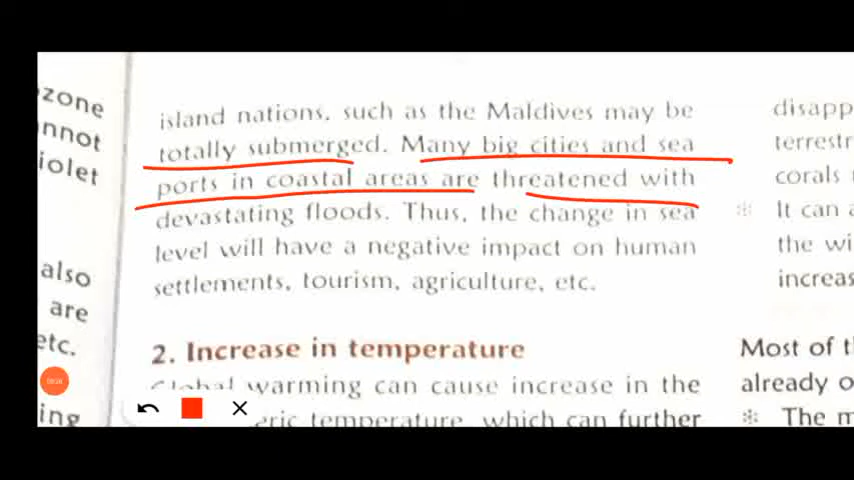 ozone
nnot
iolet
also
are
etc.
ing
island nations, such as the Maldives may be
totally submerged. Many big cities and sea
ports in coastal areas are threatened with
devastating floods. Thus, the change in sea
level will have a negative impact on human
settlements, tourism, agriculture, etc.
2. Increase in temperature
Global warming can cause increase in the
eric temperature, which can further
disapp
terrestr
corals
It can a
the wi
increas
Most of t
already o
The m